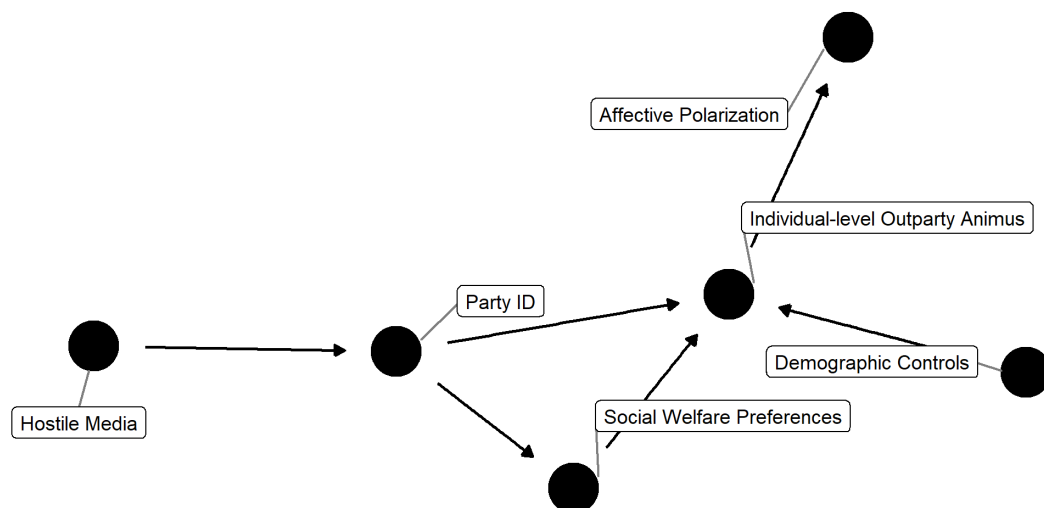 Affective Polarization
Individual-level Outparty Animus
Party ID
Demographic Controls
Social Welfare Preferences
Hostile Media